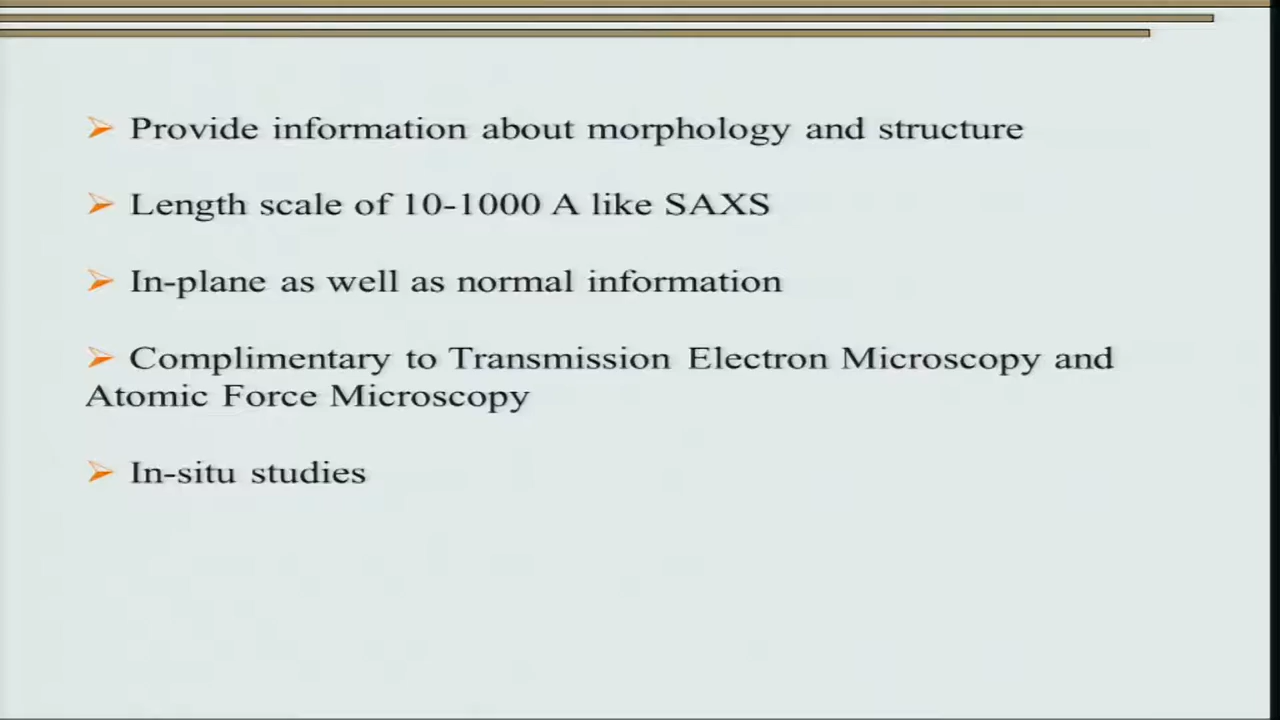 Provide information about morphology and structure
Length scale of 10-1000 A like SAXS
In-plane as well as normal information
Complimentary to Transmission Electron Microscopy and
Atomic Force Microscopy
In-situ studies